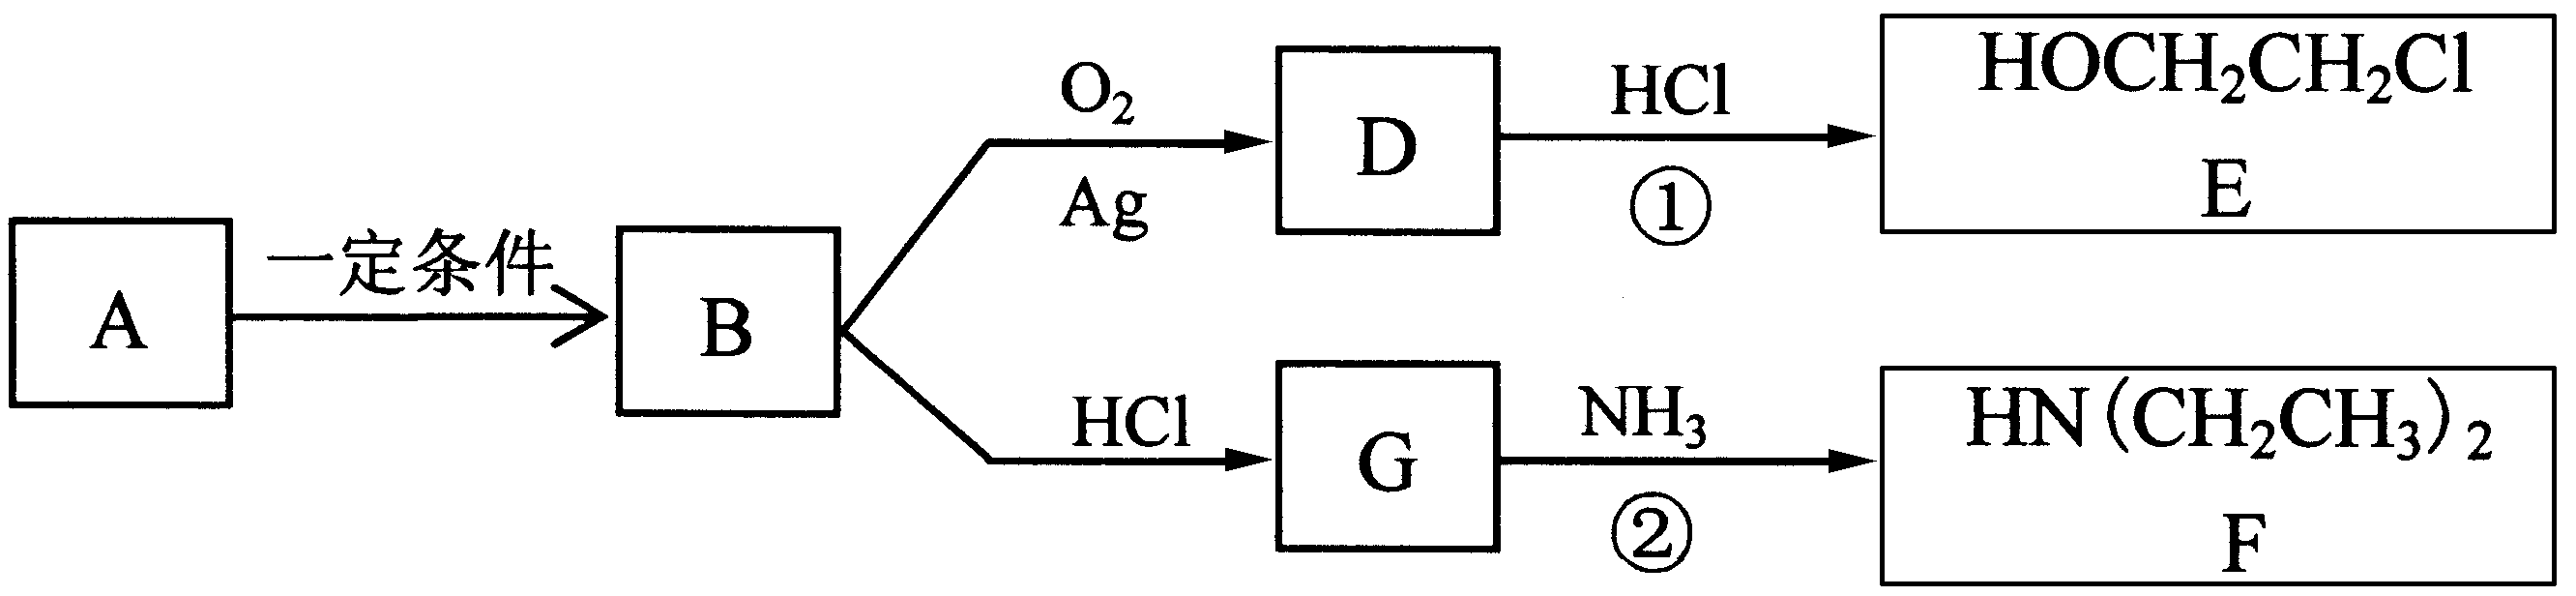 A
一定条件
B
O₂
Ag
D
HCl
①
HOCH₂CH₂Cl
E
HCl
G
NH₃
②
HN(CH₂CH₃)₂
F